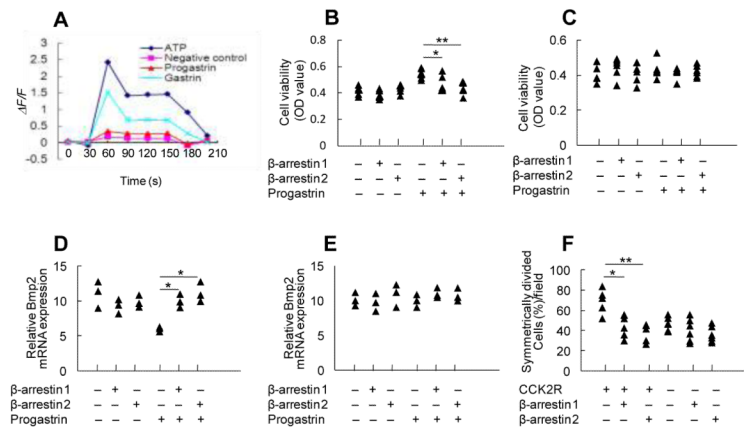 A
ΔF/F
3
2.5
2
1.5
1
0.5
0
-0.5
ATP
Negative control
Progastrin
Gastrin
0 30 60 90 120 150 180 210
Time (s)
B
Cell viability
(OD value)
0.8
0.6
0.4
0.2
0
**
*
β-arrestin1 – + – – + –
β-arrestin2 – – + – – +
Progastrin – – – + + +
C
Cell viability
(OD value)
0.6
0.4
0.2
0
β-arrestin1 – + – – + –
β-arrestin2 – – + – – +
Progastrin – – – + + +
D
Relative Bmp2
mRNA expression
15
10
5
0
*
*
β-arrestin1 – + – – + –
β-arrestin2 – – + – – +
Progastrin – – – + + +
E
Relative Bmp2
mRNA expression
15
10
5
0
β-arrestin1 – + – – + –
β-arrestin2 – – + – – +
Progastrin – – – + + +
F
Symmetrically divided
Cells (%)/field
100
80
60
40
20
0
**
*
CCK2R + + + – – –
β-arrestin1 – + – – + –
β-arrestin2 – – + – – +